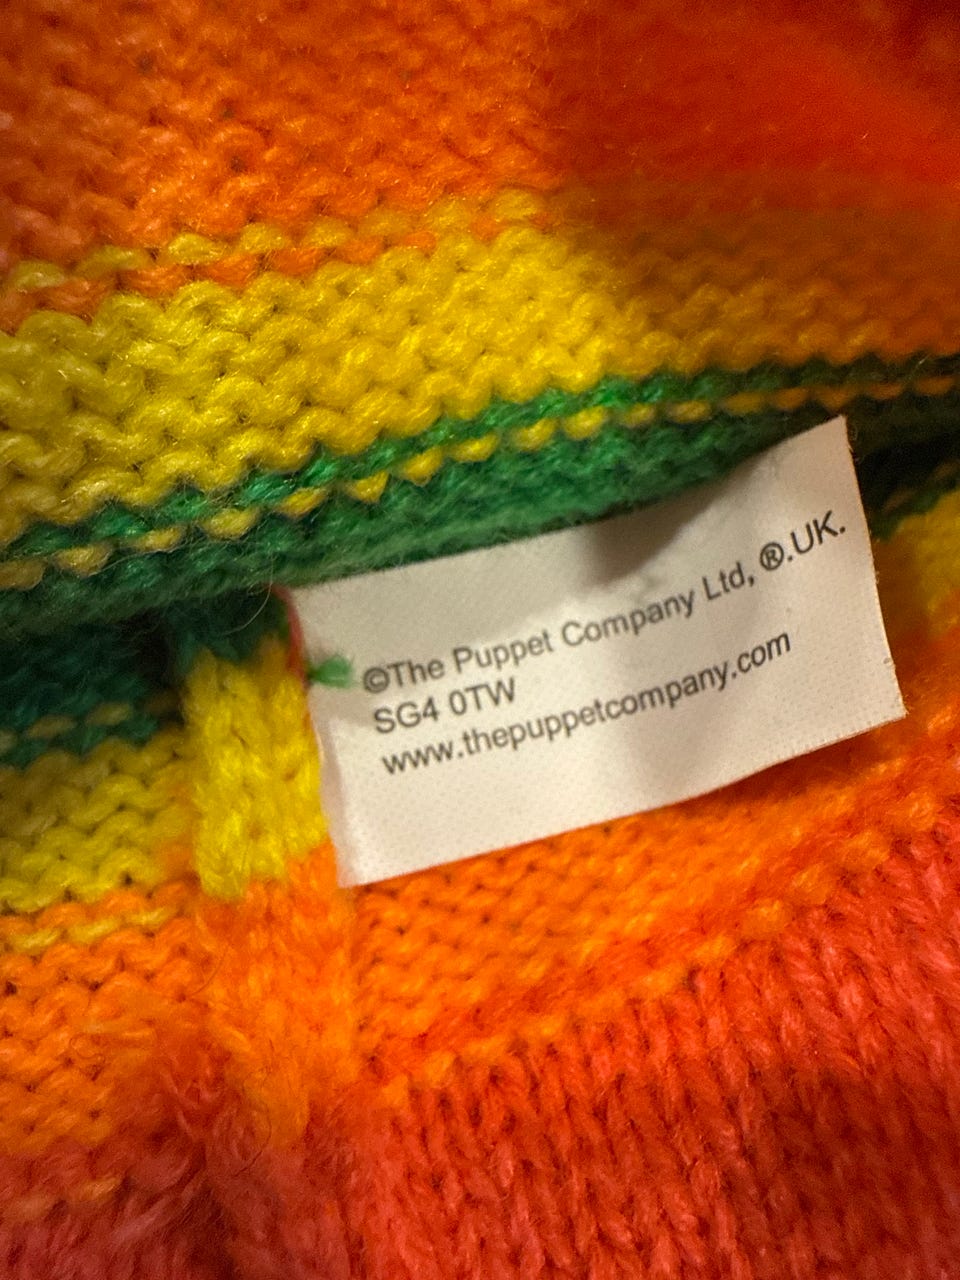 ©The Puppet Company Ltd, ®.UK.
SG4 0TW
www.thepuppetcompany.com